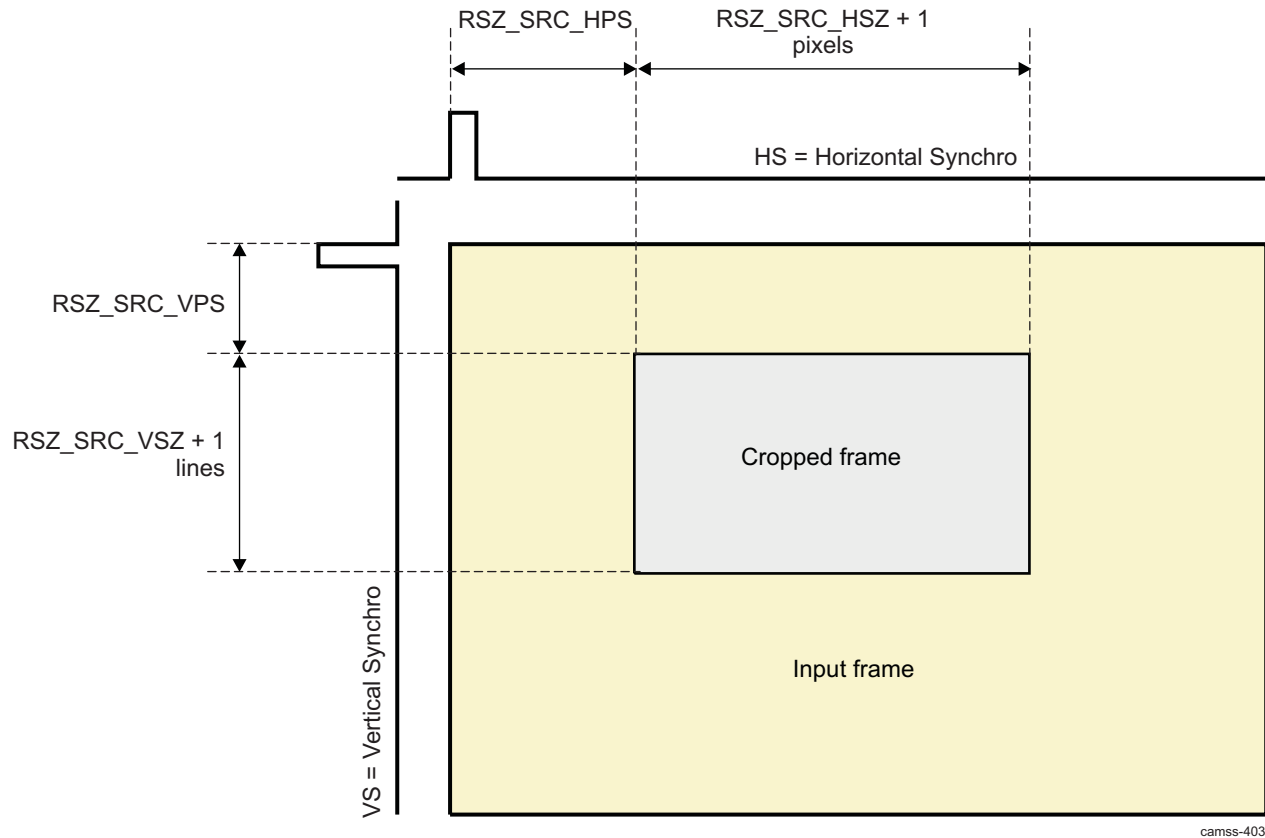 RSZ_SRC_HPS
RSZ_SRC_HSZ + 1
pixels
HS = Horizontal Synchro
RSZ_SRC_VPS
RSZ_SRC_VSZ + 1
lines
Cropped frame
VS = Vertical Synchro
Input frame
camss-403